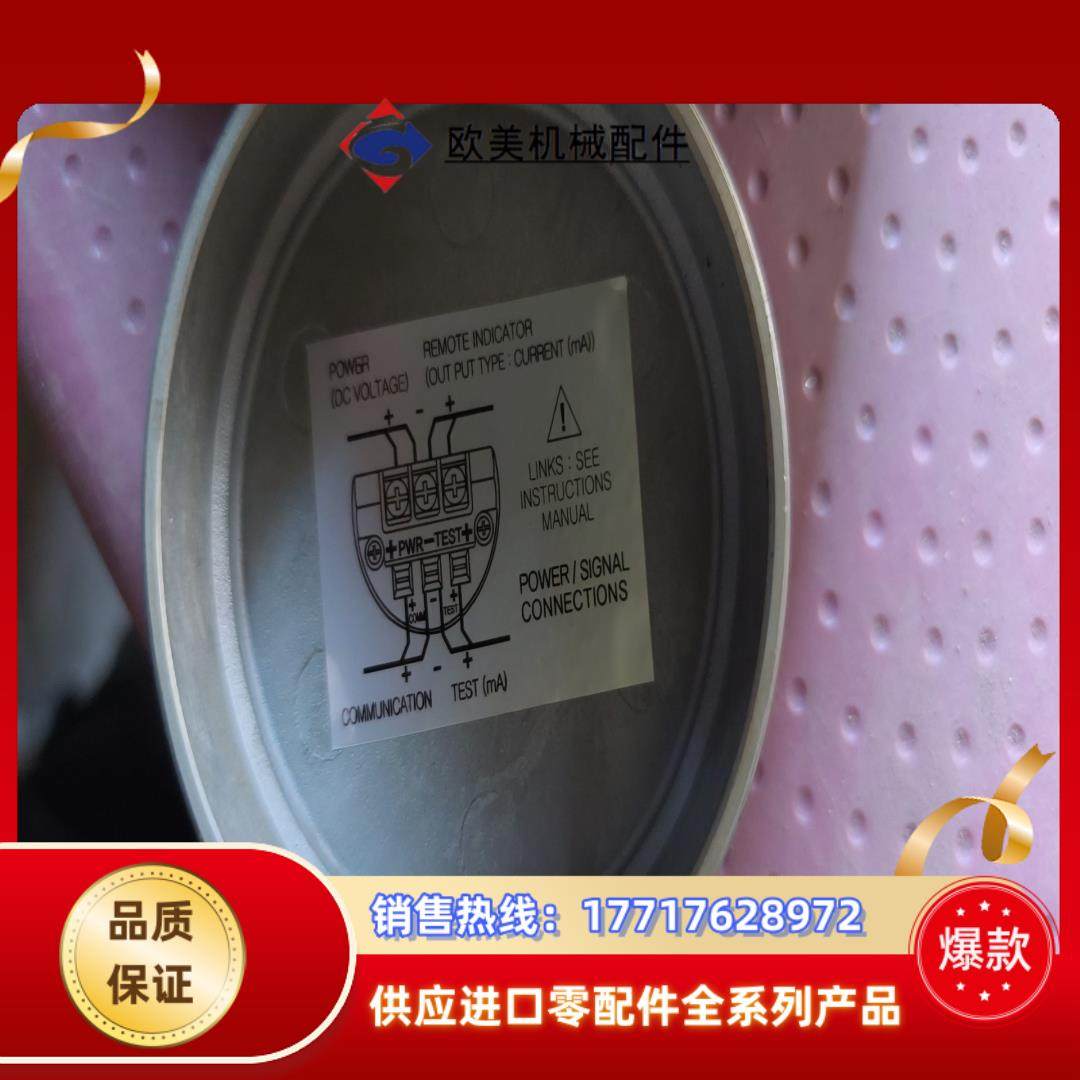 欧美机械配件
POWER
(DC VOLTAGE)
REMOTE INDICATOR
(OUT PUT TYPE : CURRENT (mA))
+ - +
LINKS : SEE
INSTRUCTIONS
MANUAL
+PWR-TEST+
+ - +
COMM
TEST
POWER / SIGNAL
CONNECTIONS
+ - +
COMMUNICATION
TEST (mA)
品质
保证
销售热线：17717628972
爆款
供应进口零配件全系列产品